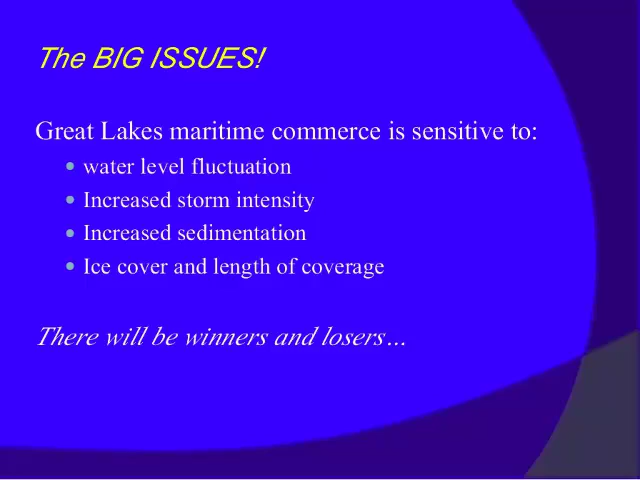 The BIG ISSUES!
Great Lakes maritime commerce is sensitive to:
• water level fluctuation
• Increased storm intensity
• Increased sedimentation
• Ice cover and length of coverage
There will be winners and losers…